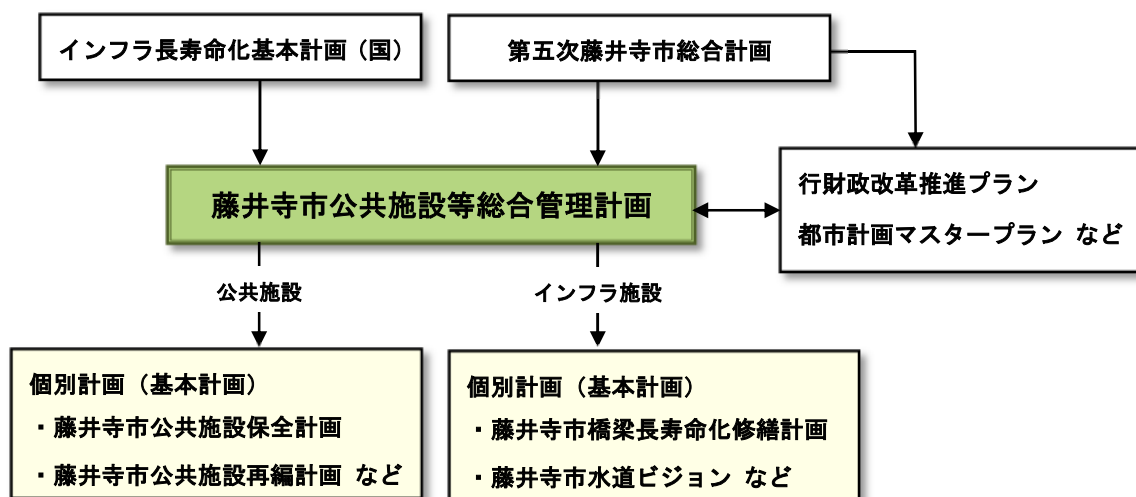 インフラ長寿命化基本計画（国）
第五次藤井寺市総合計画
藤井寺市公共施設等総合管理計画
行財政改革推進プラン
都市計画マスタープラン など
公共施設
インフラ施設
個別計画（基本計画）
・藤井寺市公共施設保全計画
・藤井寺市公共施設再編計画 など
個別計画（基本計画）
・藤井寺市橋梁長寿命化修繕計画
・藤井寺市水道ビジョン など